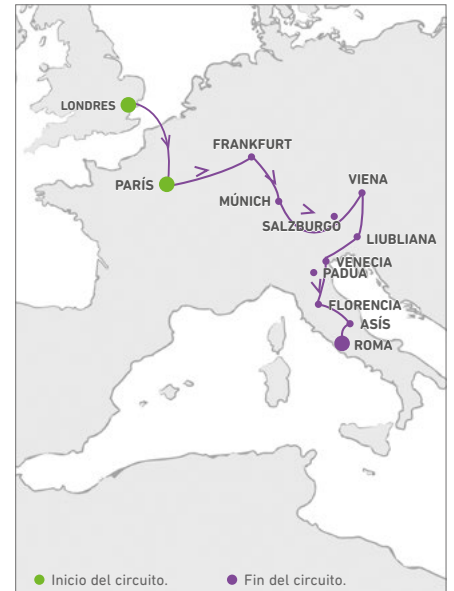 LONDRES
FRANKFURT
PARÍS
VIENA
MÚNICH
SALZBURGO
LIUBLIANA
VENECIA
PADUA
FLORENCIA
ASÍS
ROMA
Inicio del circuito.
Fin del circuito.